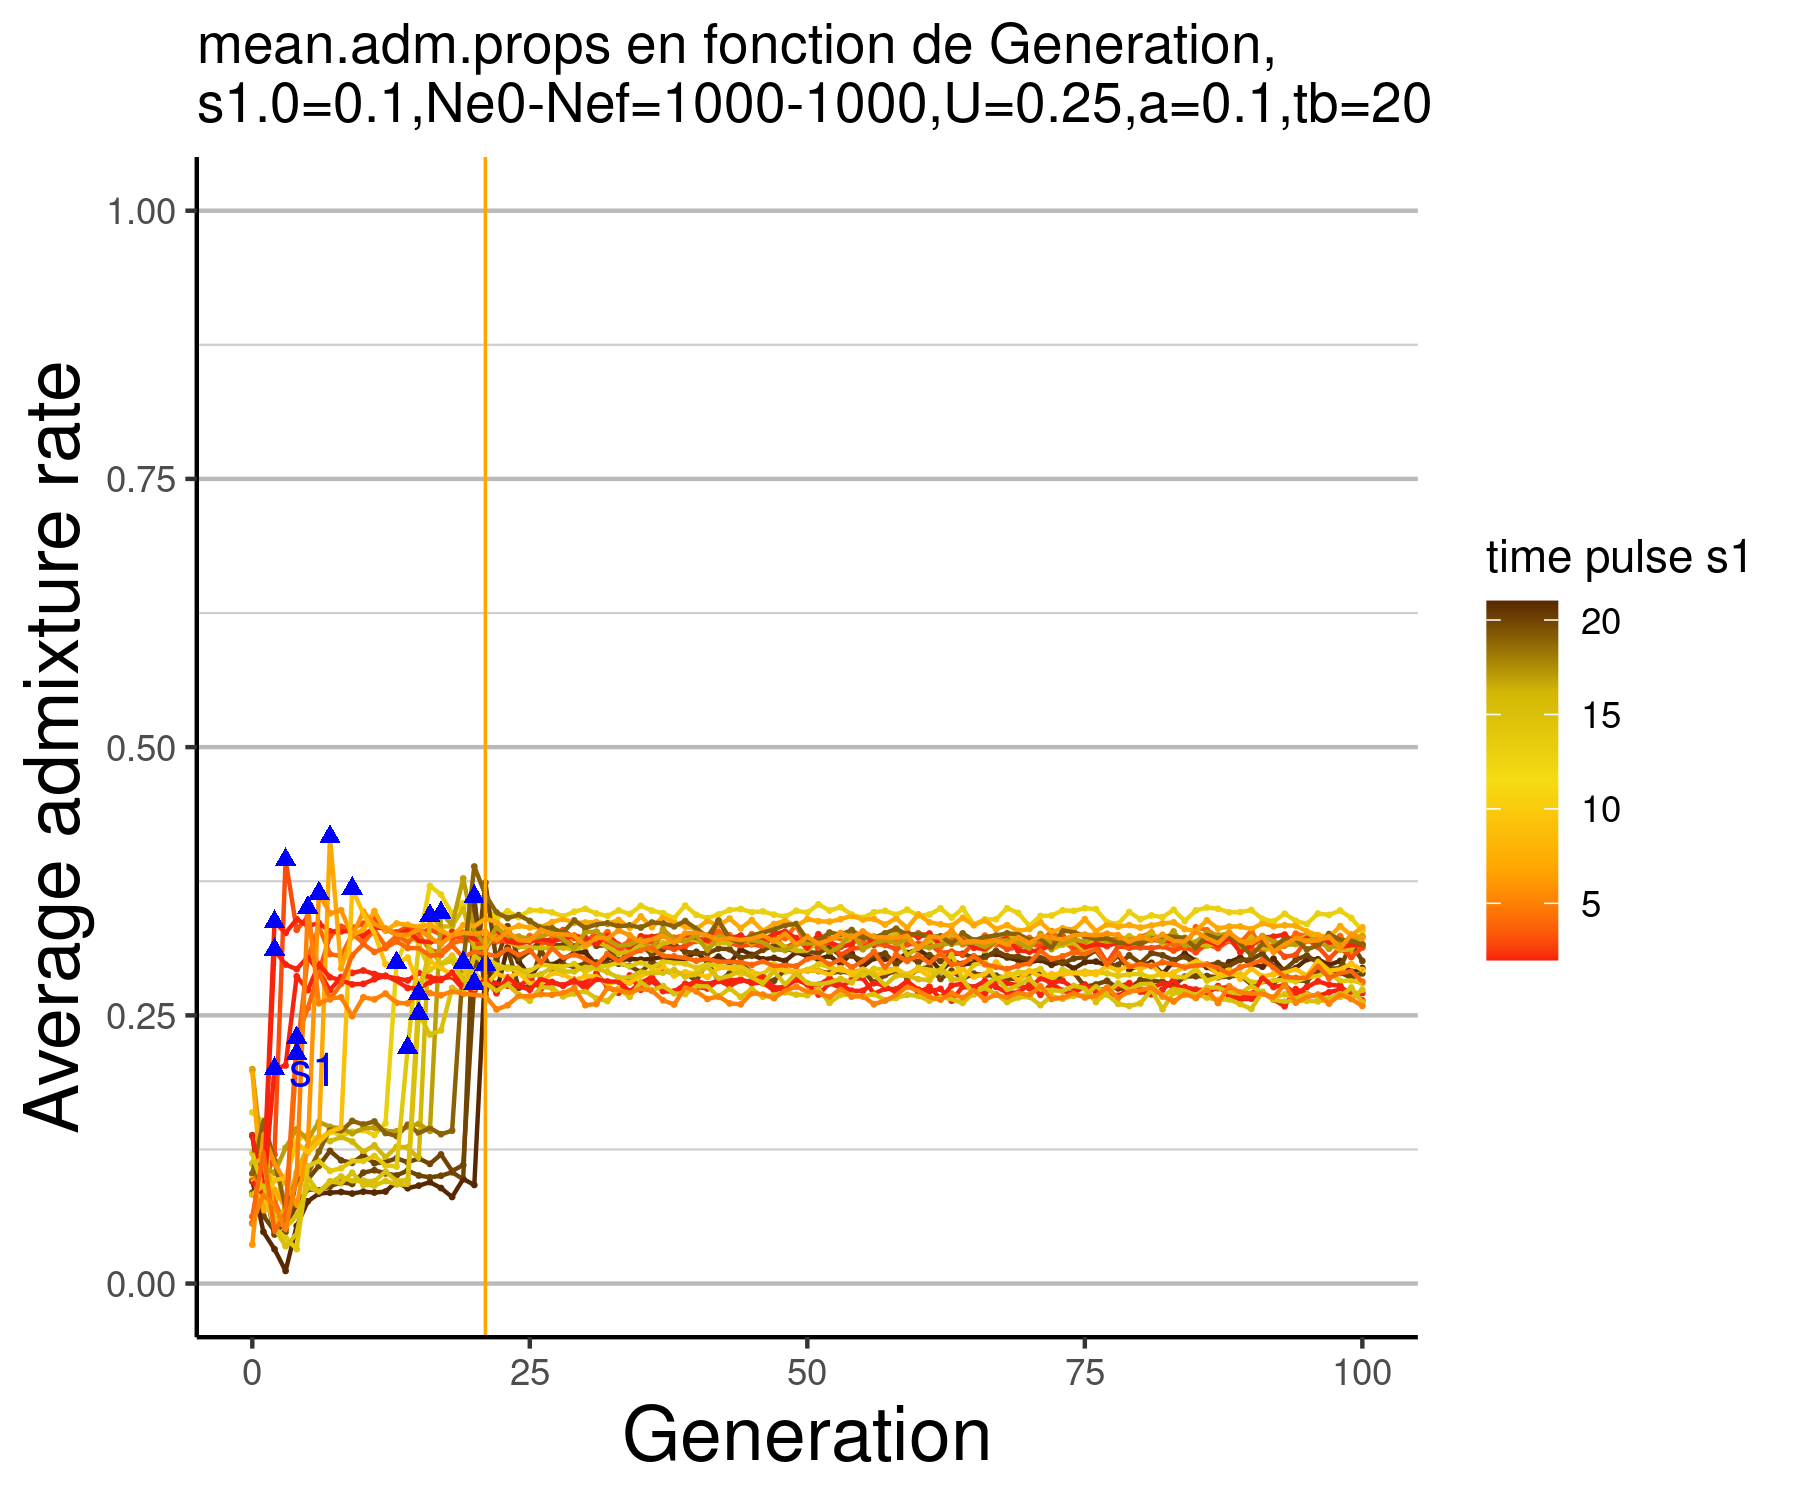 mean.adm.props en fonction de Generation,
s1.0=0.1,Ne0-Nef=1000-1000,U=0.25,a=0.1,tb=20
Average admixture rate
1.00
0.75
0.50
0.25
0.00
s1
0
25
50
75
100
Generation
time pulse s1
20
15
10
5